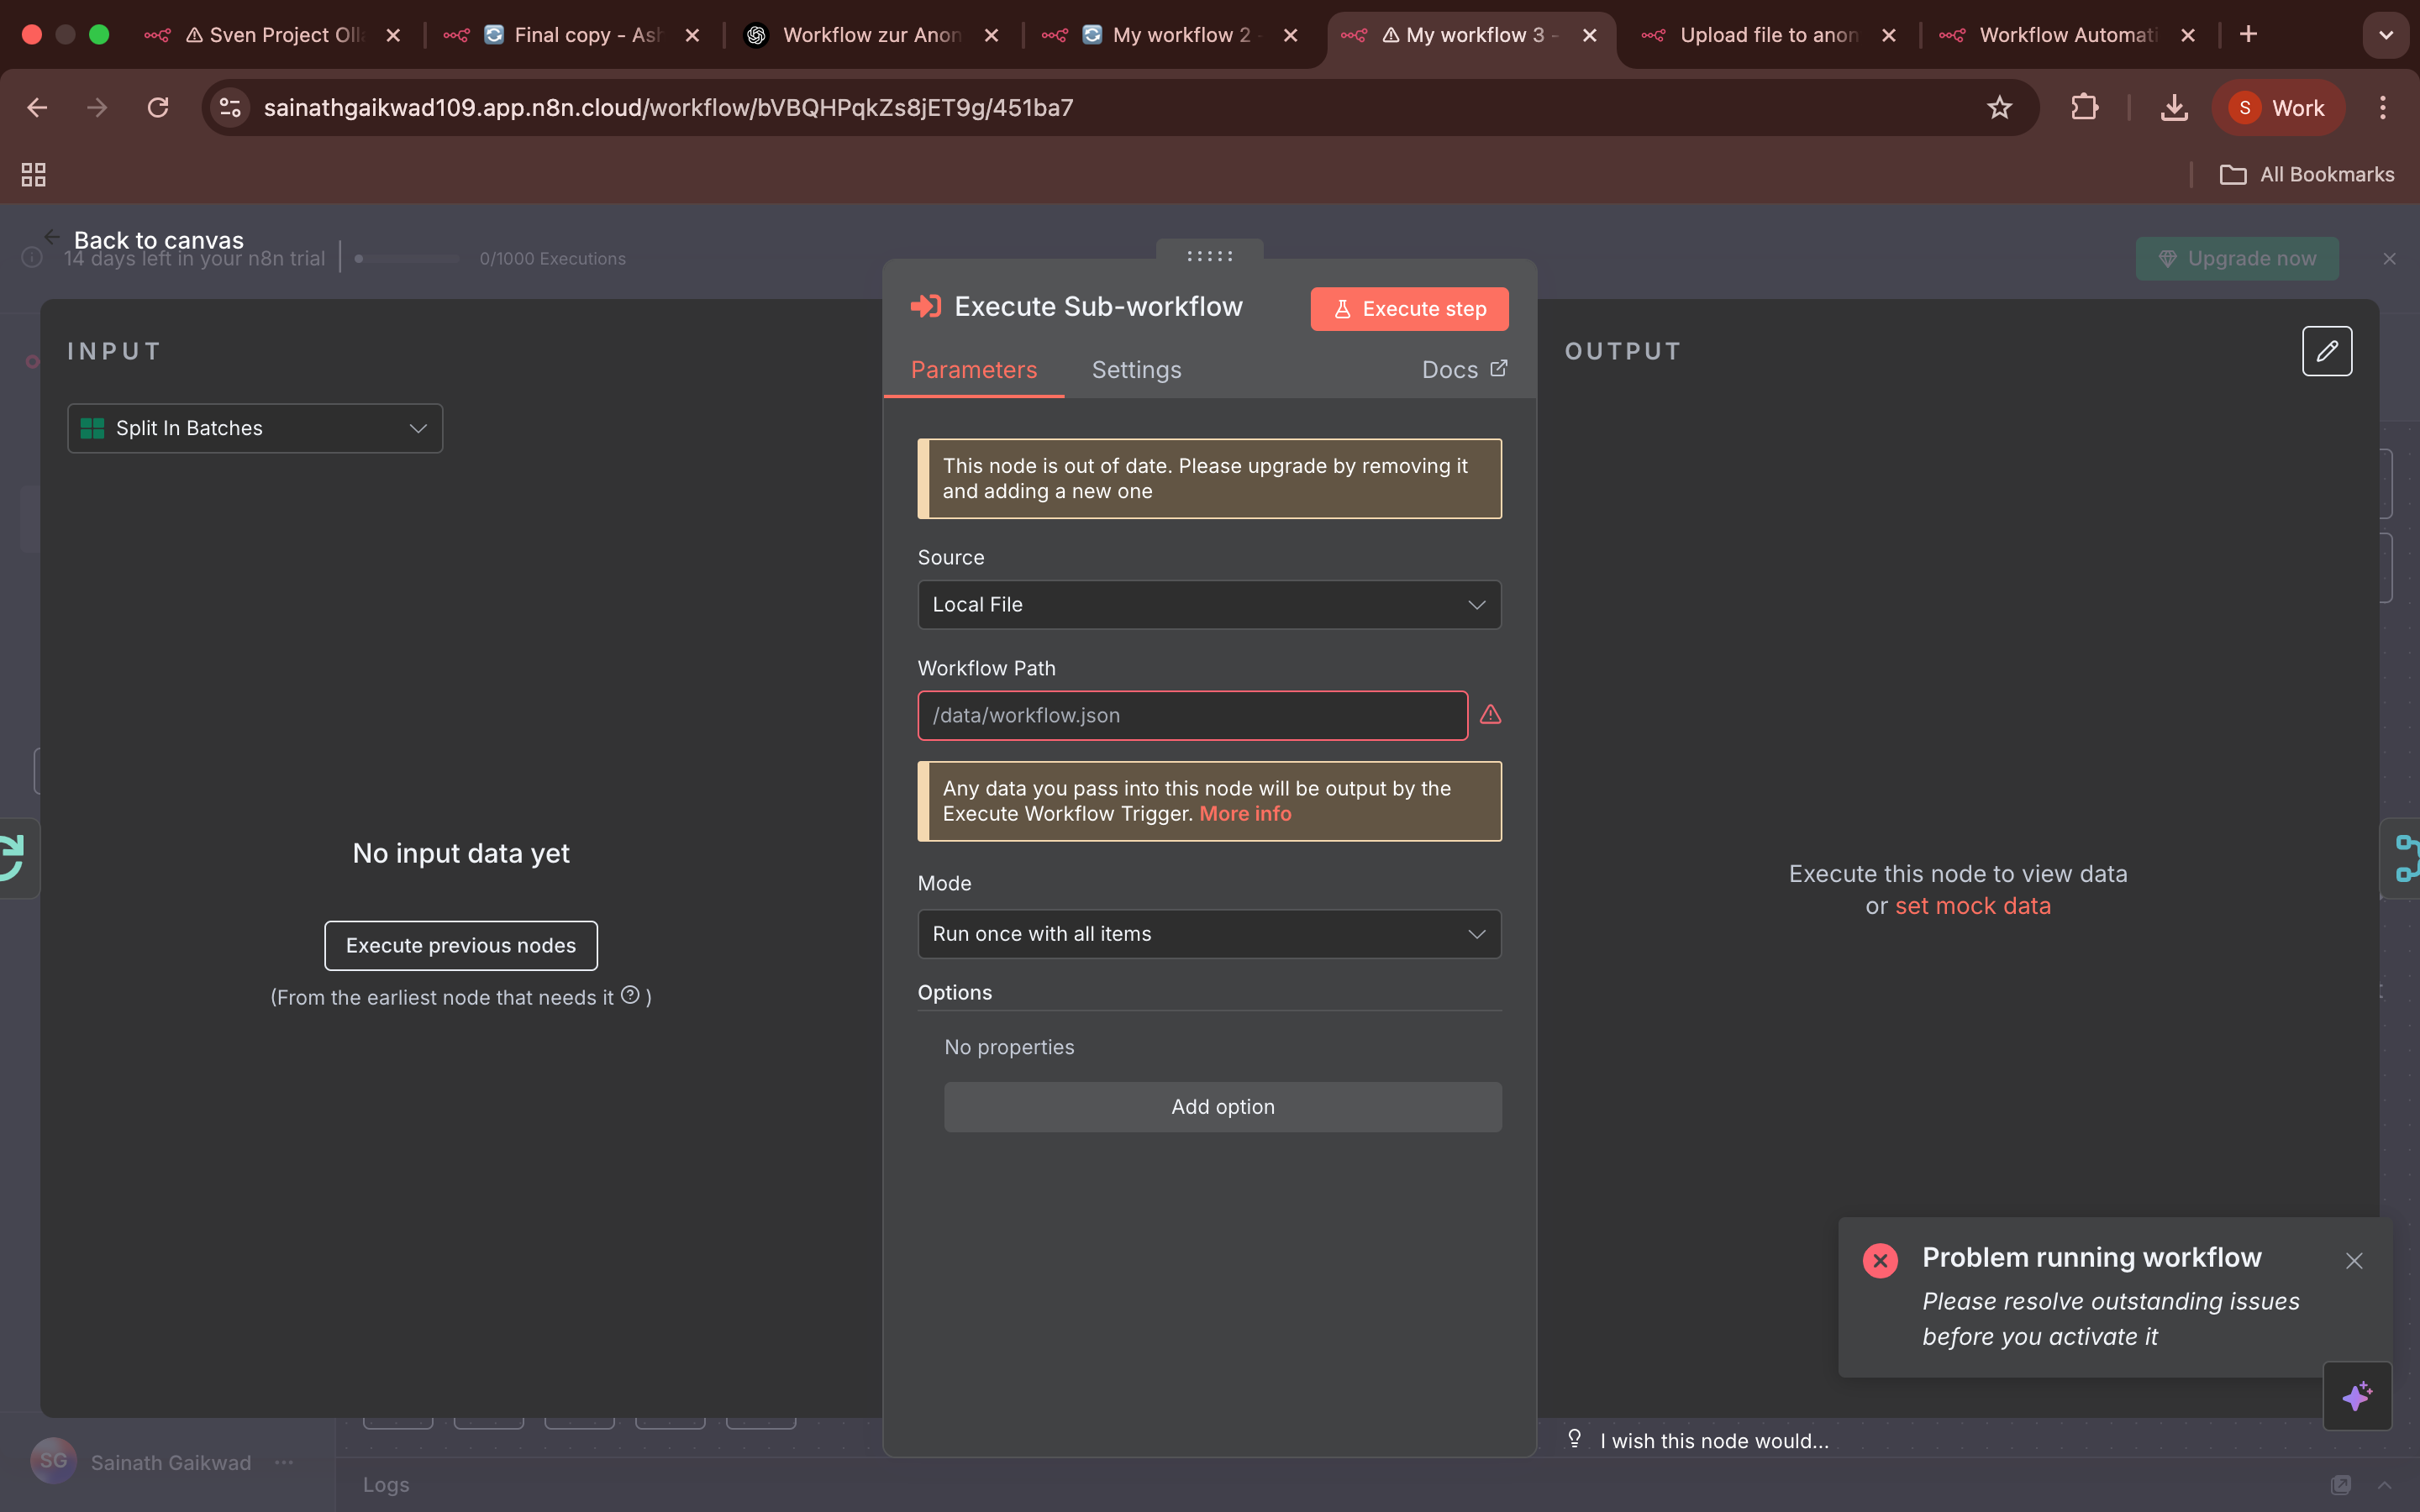 Sven Project Oll
Final copy - Ash
Workflow zur Anon
My workflow 2 -
My workflow 3 -
Upload file to anon
Workflow Automati
sainathgaikwad109.app.n8n.cloud/workflow/bVBQHPqkZs8jET9g/451ba7
S Work
All Bookmarks
Back to canvas
14 days left in your n8n trial
0/1000 Executions
Upgrade now
INPUT
Split In Batches
No input data yet
Execute previous nodes
(From the earliest node that needs it ? )
Execute Sub-workflow
Execute step
Parameters
Settings
Docs
This node is out of date. Please upgrade by removing it
and adding a new one
Source
Local File
Workflow Path
/data/workflow.json
Any data you pass into this node will be output by the
Execute Workflow Trigger. More info
Mode
Run once with all items
Options
No properties
Add option
OUTPUT
Execute this node to view data
or set mock data
Problem running workflow
Please resolve outstanding issues
before you activate it
I wish this node would...
SG Sainath Gaikwad
Logs